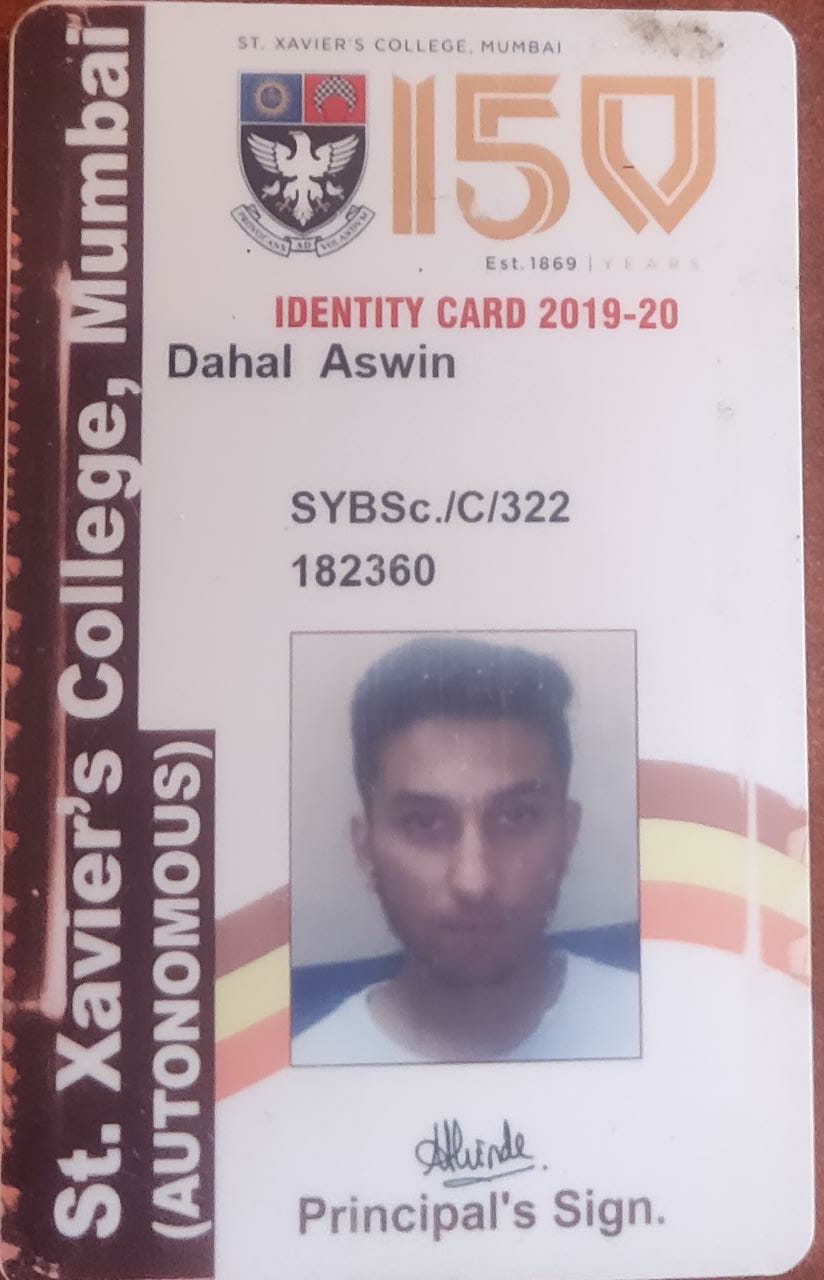 ST. XAVIER'S COLLEGE, MUMBAI
150
PROVOCANS AD VOLANDUM
Est. 1869 | YEARS
IDENTITY CARD 2019-20
Dahal Aswin
SYBSc./C/322
182360
Principal's Sign.
St. Xavier's College, Mumbai
(AUTONOMOUS)